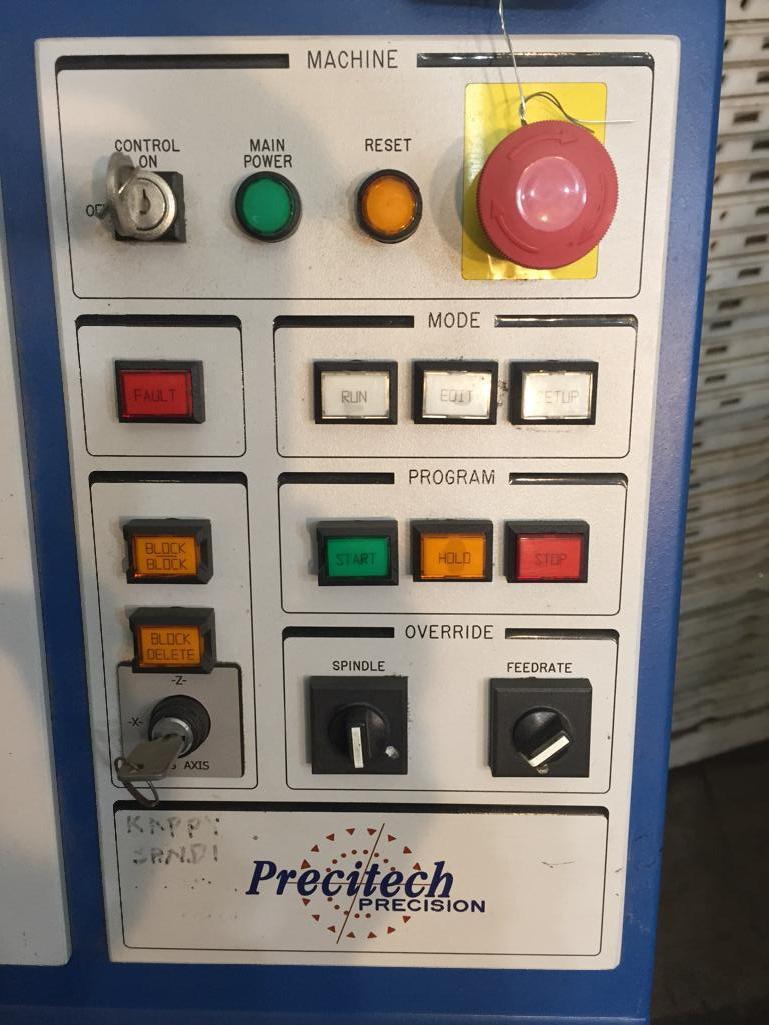 MACHINE
CONTROL
ON
MAIN
POWER
RESET
MODE
FAULT
RUN
EDIT
SETUP
PROGRAM
BLOCK
BLOCK
START
HOLD
STOP
BLOCK
DELETE
OVERRIDE
SPINDLE
FEEDRATE
-Z-
-X-
AXIS
KAPPY
Precitech
PRECISION